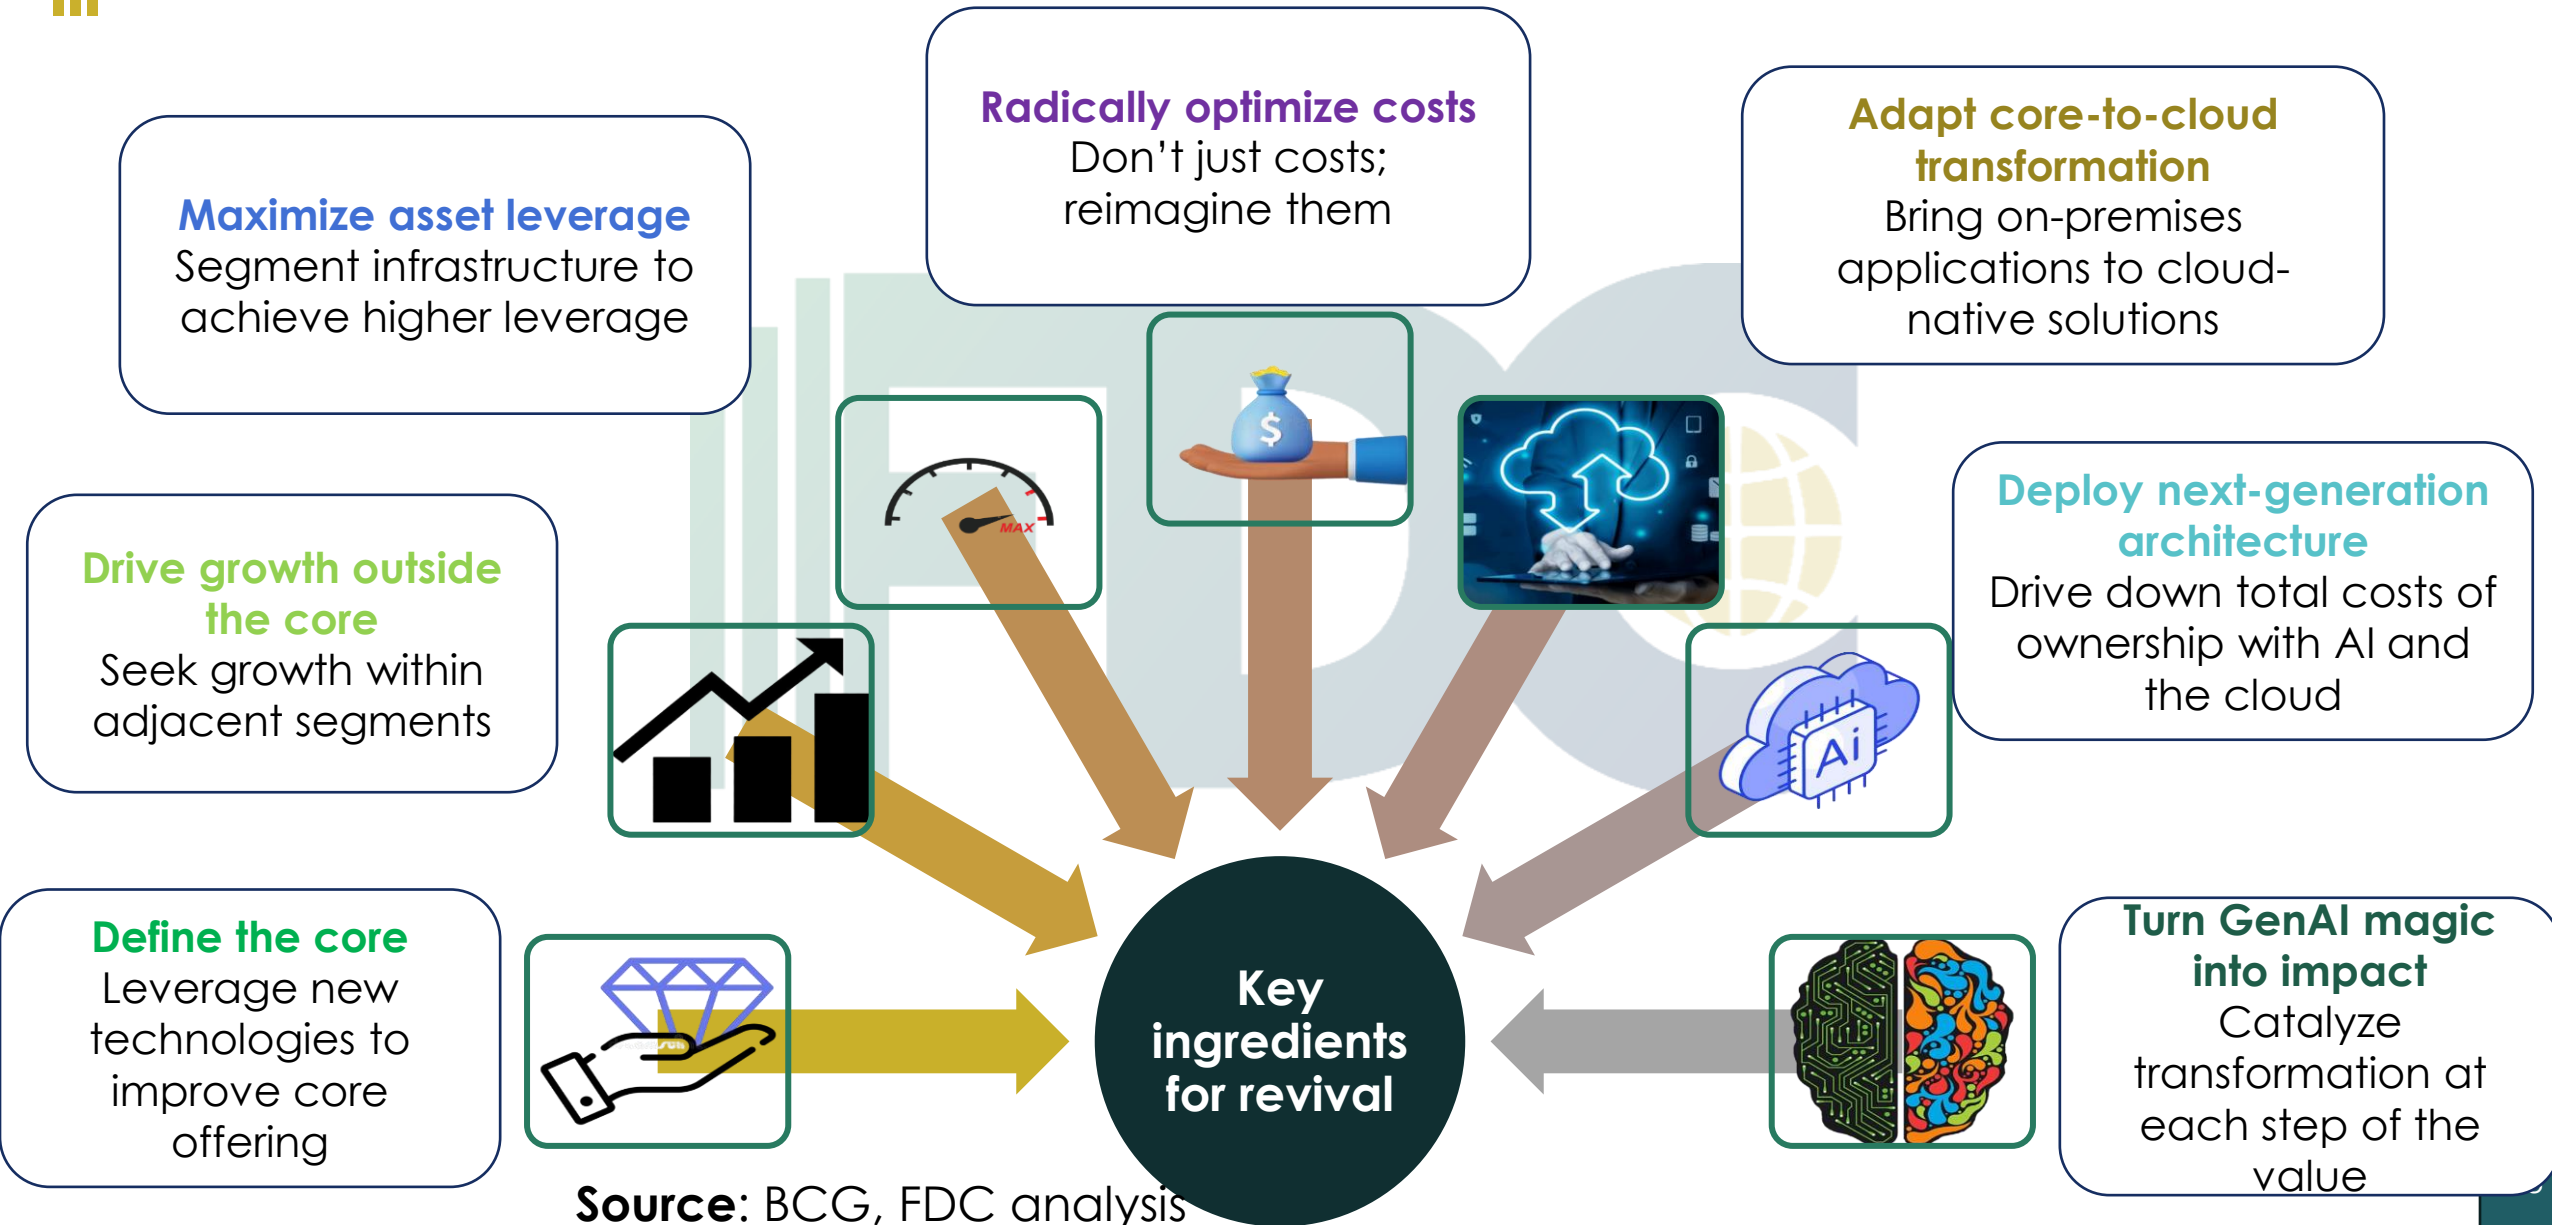 Radically optimize costs
Don’t just costs;
reimagine them
Adapt core-to-cloud
transformation
Bring on-premises
applications to cloud-
native solutions
Maximize asset leverage
Segment infrastructure to
achieve higher leverage
$
MAX
Drive growth outside
the core
Seek growth within
adjacent segments
Deploy next-generation
architecture
Drive down total costs of
ownership with AI and
the cloud
Ai
Define the core
Leverage new
technologies to
improve core
offering
Key
ingredients
for revival
Turn GenAI magic
into impact
Catalyze
transformation at
each step of the
value
Source: BCG, FDC analysis
FDC